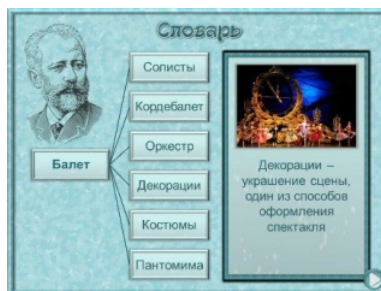 Словарь
Балет
Солисты
Кордебалет
Оркестр
Декорации
Костюмы
Пантомима
Декорации –
украшение сцены,
один из способов
оформления
спектакля